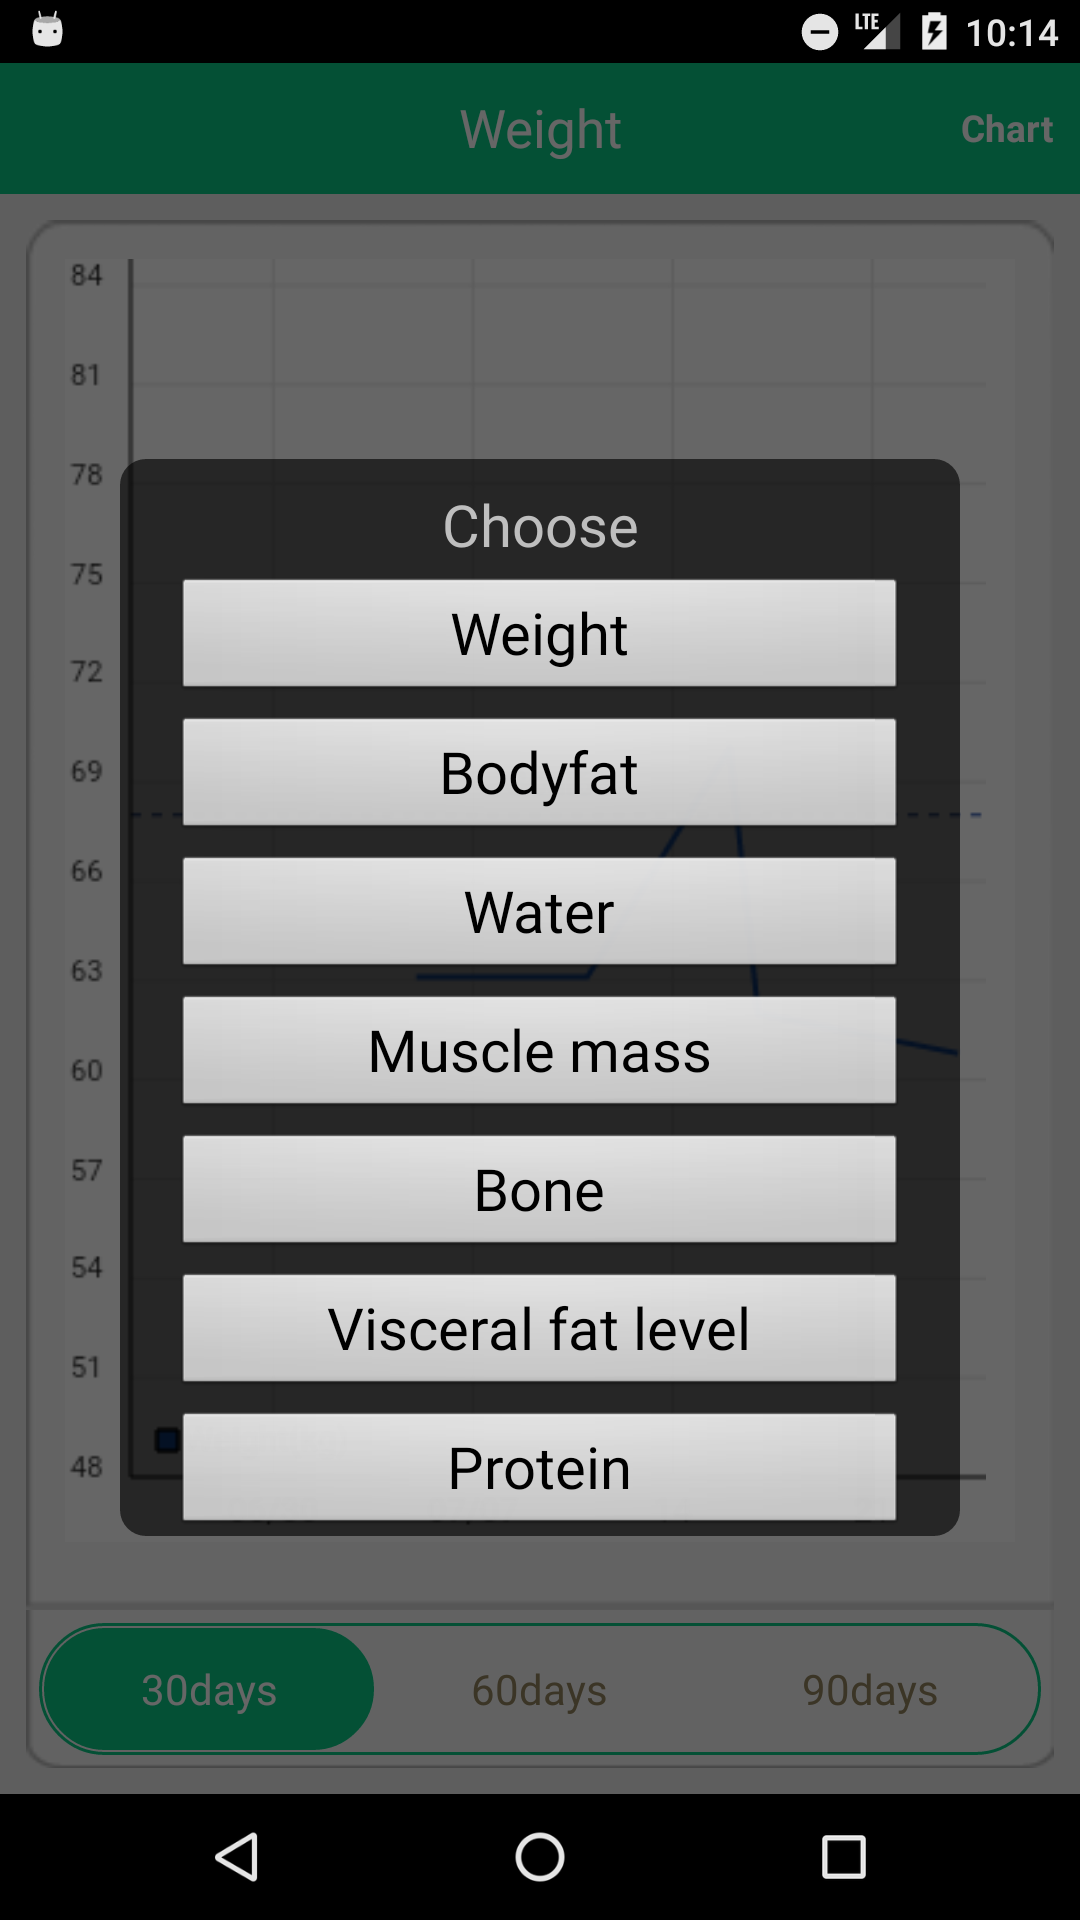 LTE 10:14
Weight Chart
84
81
78
Choose
75
Weight
72
Bodyfat
69
66
Water
63
Muscle mass
60
57
Bone
54
Visceral fat level
51
Protein
48
30days 60days 90days